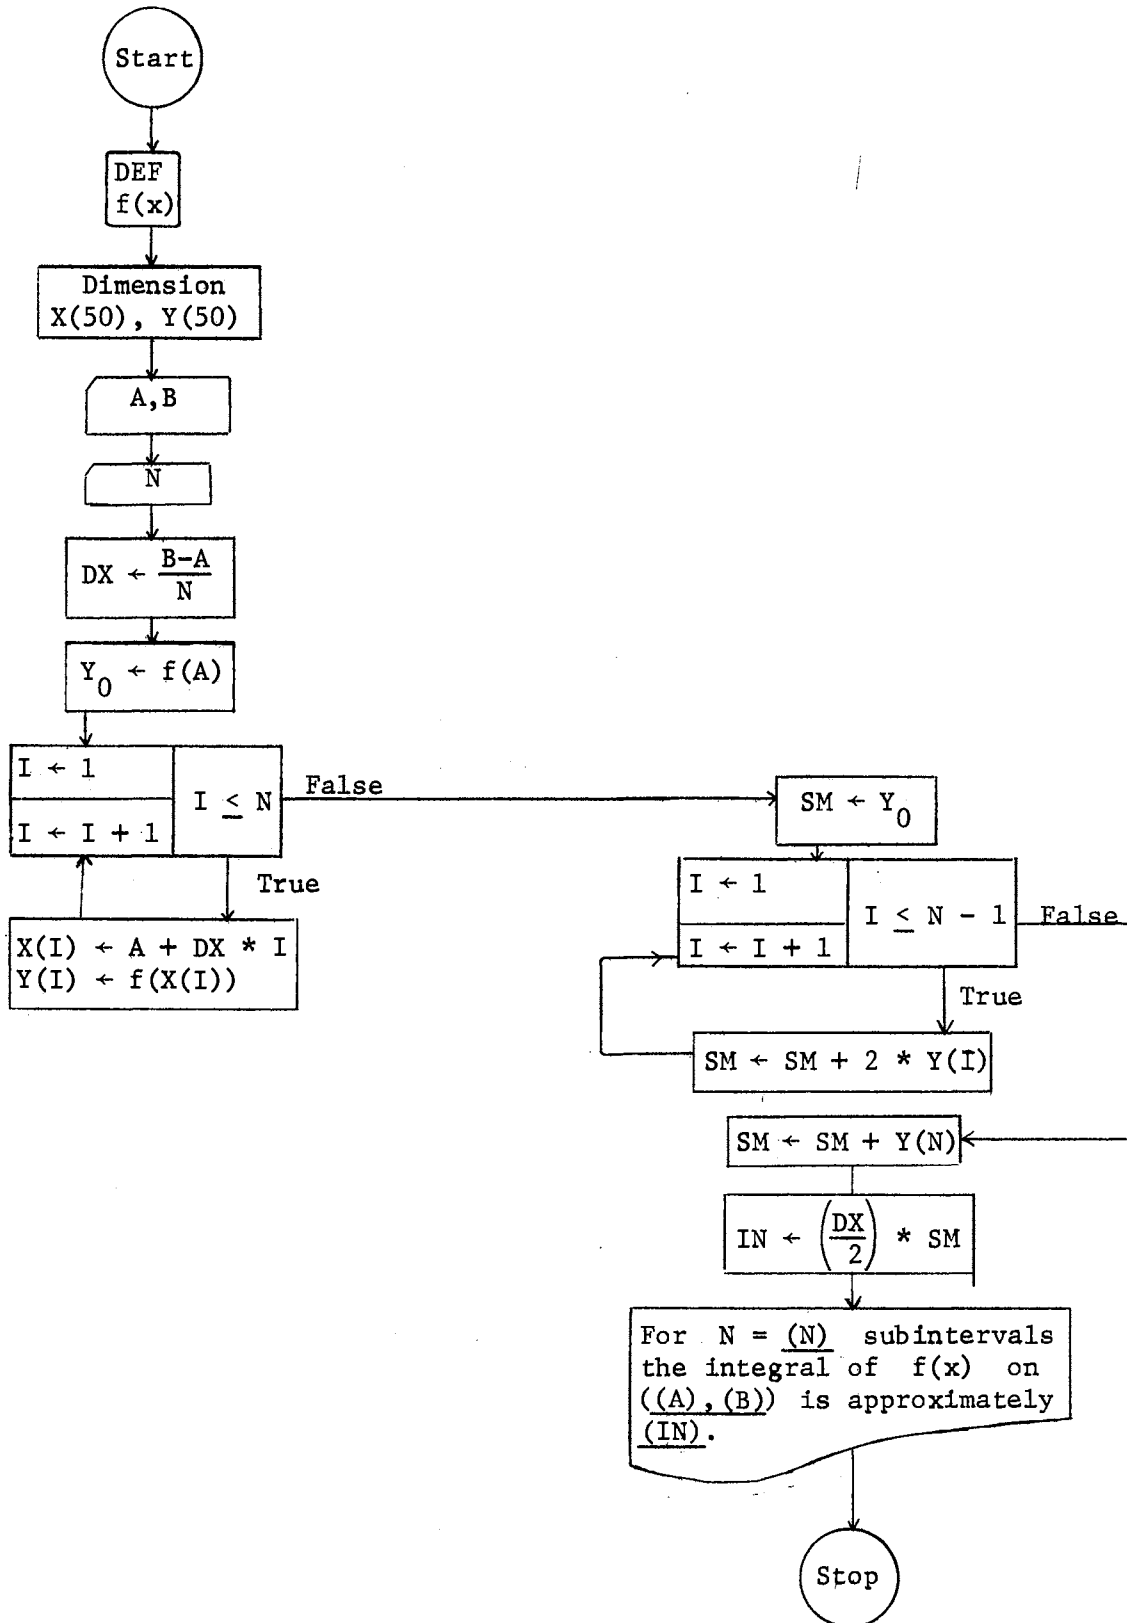 Start
DEF
f(x)
Dimension
X(50), Y(50)
A,B
N
DX ← B-A
N
Y0 ← f(A)
I ← 1
I ← I + 1
I ≤ N
False
True
X(I) ← A + DX * I
Y(I) ← f(X(I))
SM ← Y0
I ← 1
I ← I + 1
I ≤ N - 1
False
True
SM ← SM + 2 * Y(I)
SM ← SM + Y(N)
IN ← (DX/2) * SM
For N = (N) subintervals
the integral of f(x) on
((A),(B)) is approximately
(IN).
Stop